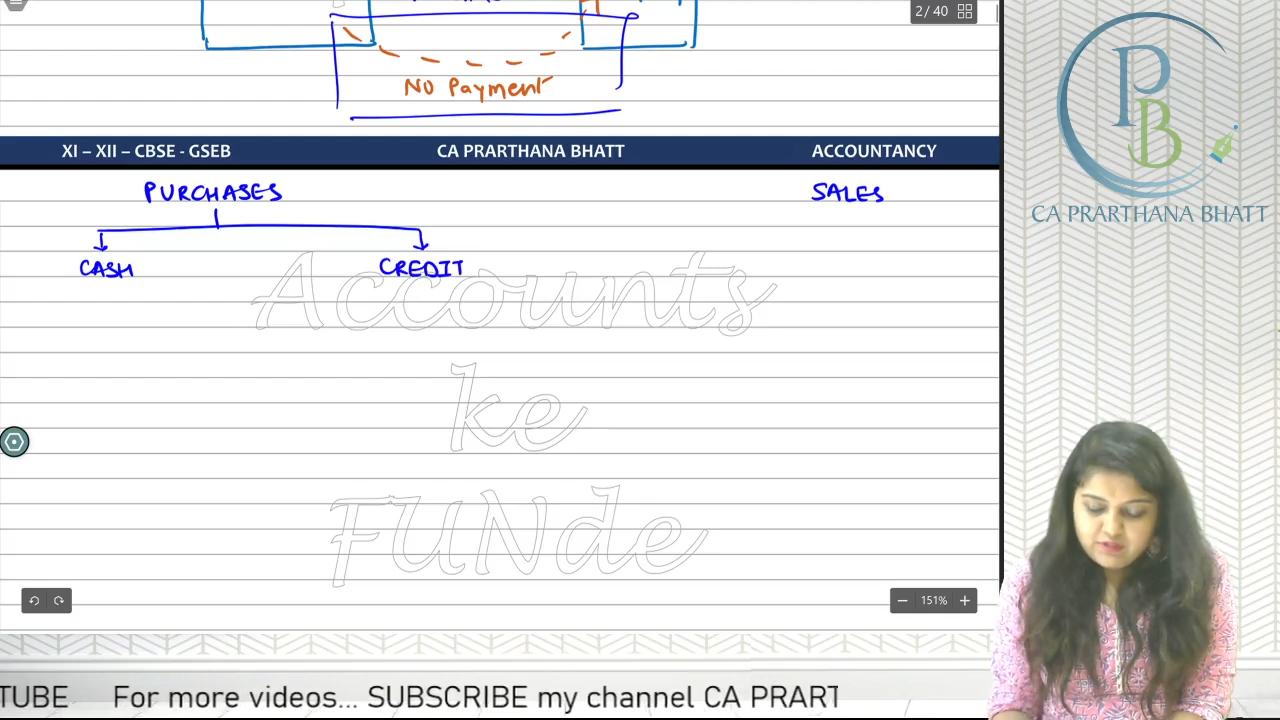 2 / 40
No Payment
XI – XII – CBSE - GSEB CA PRARTHANA BHATT ACCOUNTANCY
PURCHASES SALES
CASH CREDIT
Accounts
ke
FUNde
151%
PB
CA PRARTHANA BHATT
TUBE For more videos... SUBSCRIBE my channel CA PRART